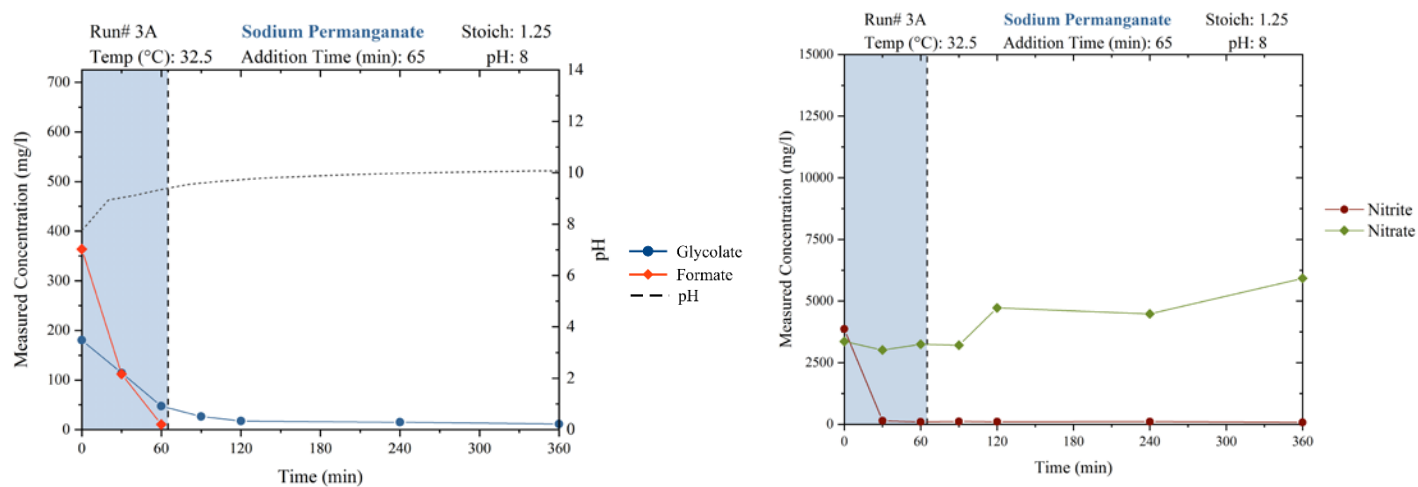 Run# 3A Sodium Permanganate Stoich: 1.25
Temp (°C): 32.5 Addition Time (min): 65 pH: 8
Measured Concentration (mg/l)
700
600
500
400
300
200
100
0
14
12
10
8
6
4
2
0
pH
0 60 120 180 240 300 360
Time (min)
Glycolate
Formate
pH
Run# 3A Sodium Permanganate Stoich: 1.25
Temp (°C): 32.5 Addition Time (min): 65 pH: 8
Measured Concentration (mg/l)
15000
12500
10000
7500
5000
2500
0
0 60 120 180 240 300 360
Time (min)
Nitrite
Nitrate